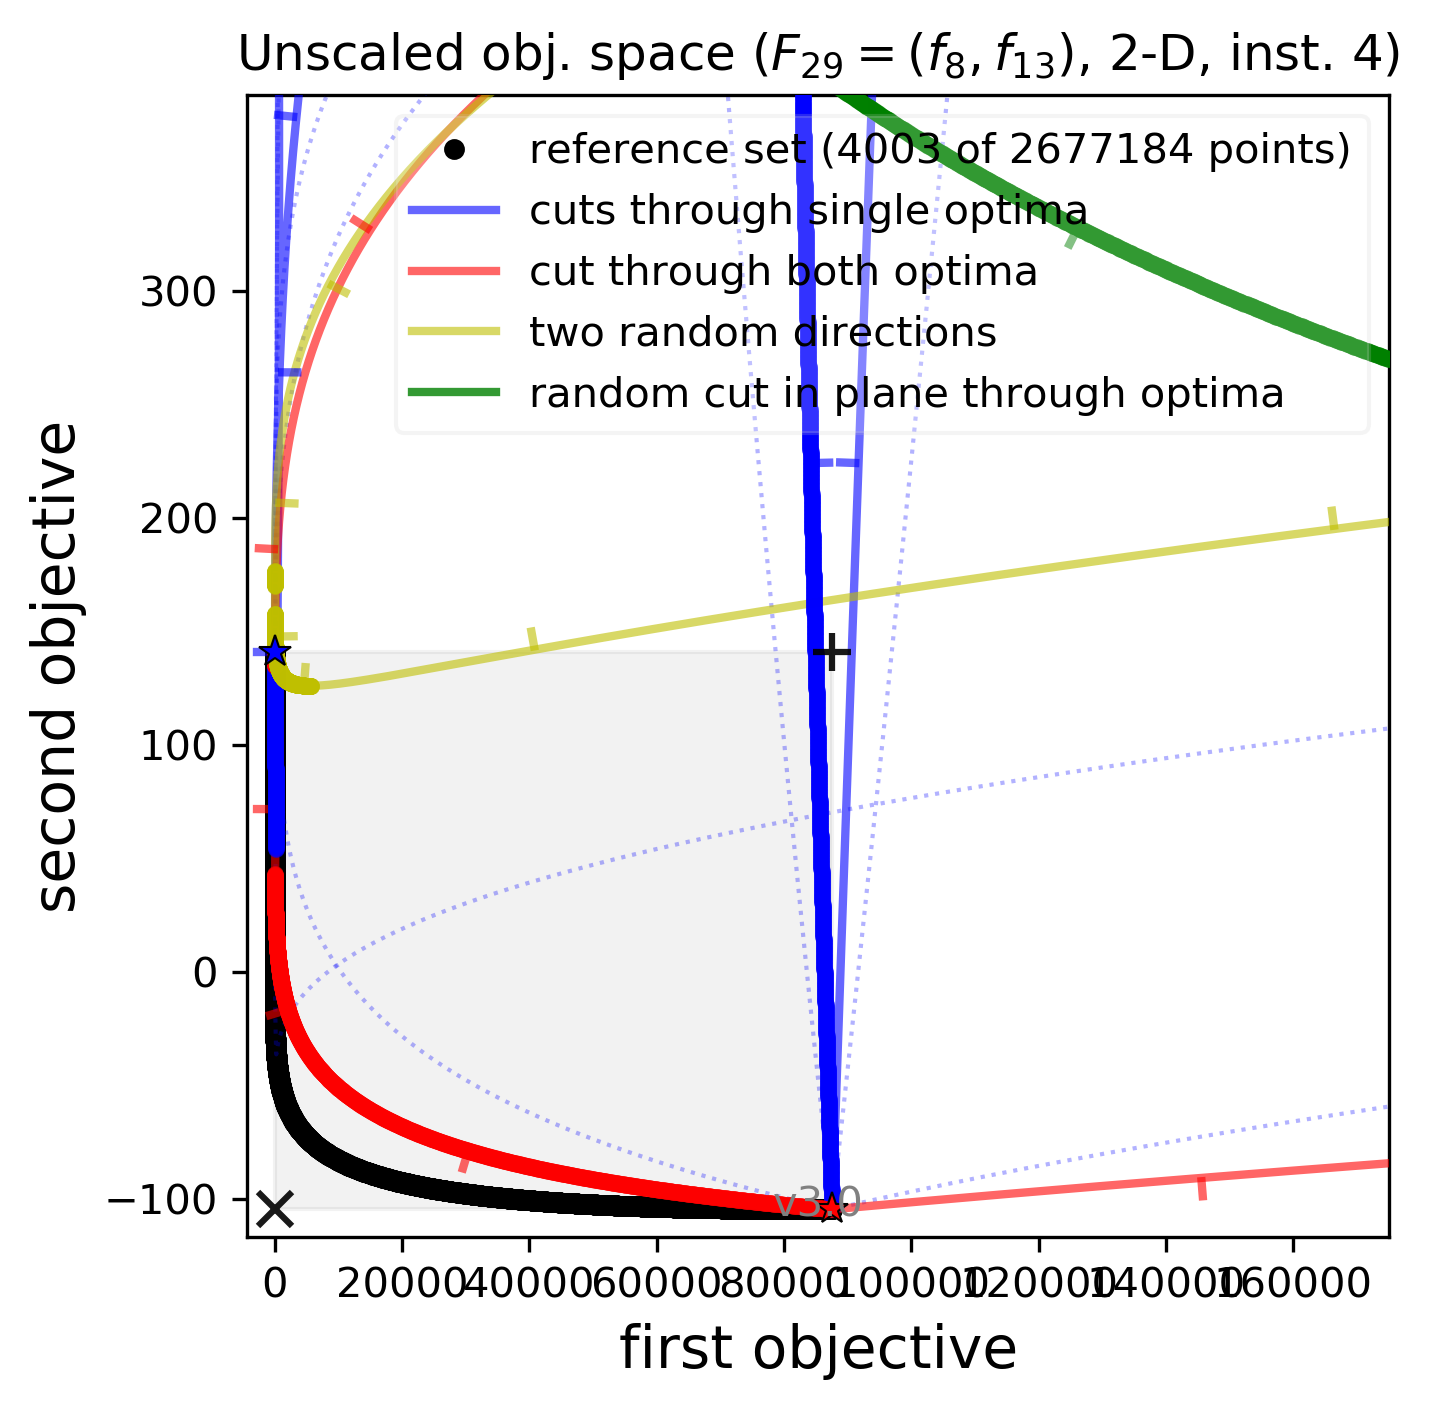 Unscaled obj. space (F29 = (f8, f13), 2-D, inst. 4)
reference set (4003 of 2677184 points)
cuts through single optima
cut through both optima
two random directions
random cut in plane through optima
second objective
300
200
100
0
−100
v3.0
0 20000 40000 60000 80000 100000 120000 140000 160000
first objective